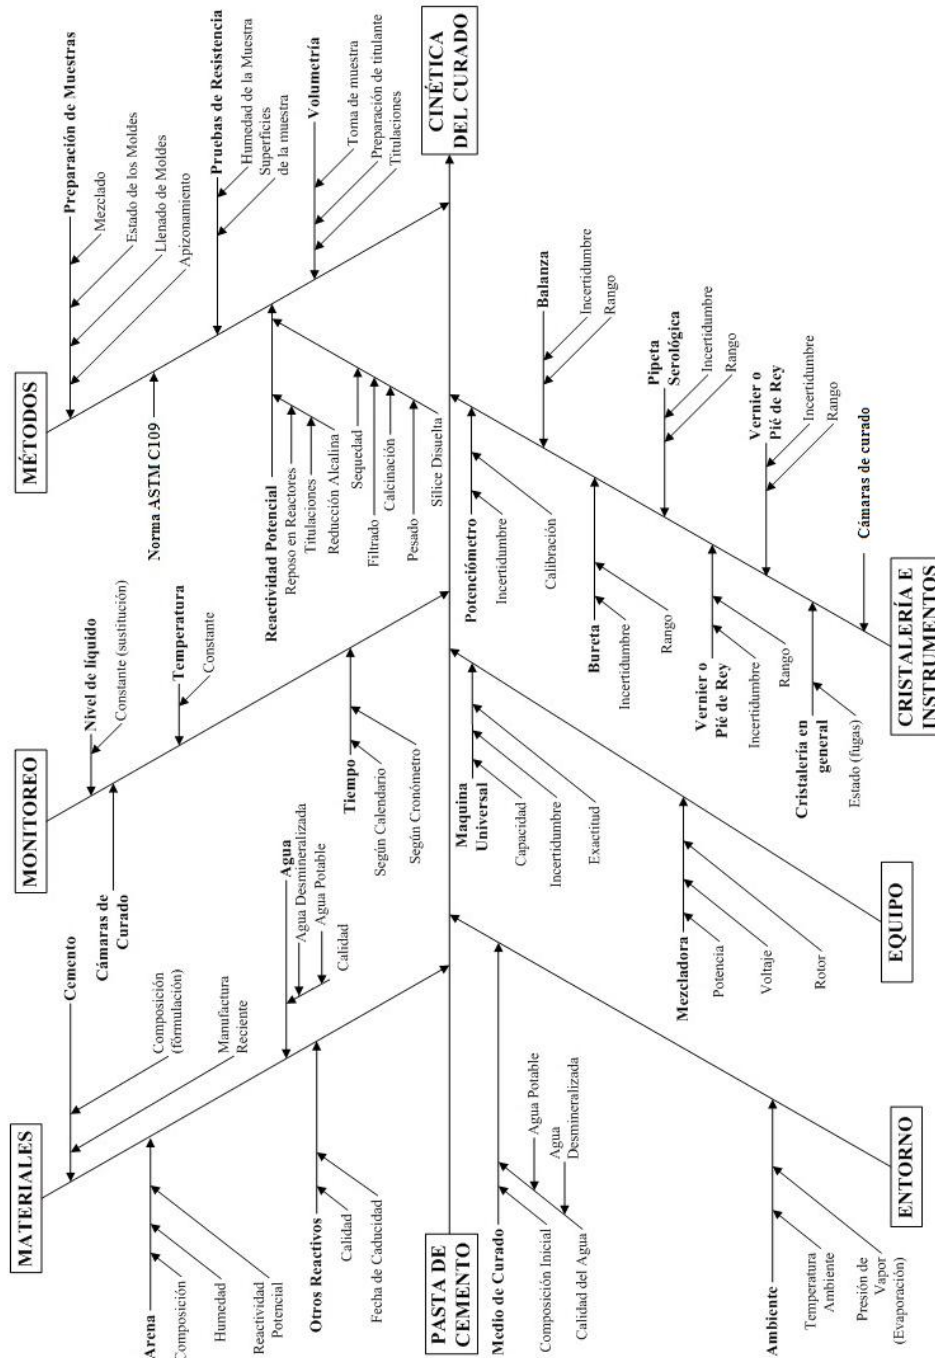 MATERIALES
Cemento
Composición
(fórmulación)
Manufactura
Reciente
Arena
Composición
Humedad
Reactividad
Potencial
Agua
Agua Desmineralizada
Agua Potable
Calidad
Otros Reactivos
Calidad
Fecha de Caducidad
MONITOREO
Nivel de líquido
Constante (sustitución)
Cámaras de
Curado
Temperatura
Constante
Tiempo
Según Calendario
Según Cronómetro
MÉTODOS
Preparación de Muestras
Mezclado
Estado de los Moldes
Llenado de Moldes
Apizonamiento
Norma ASTM C109
Pruebas de Resistencia
Humedad de la Muestra
Superficies
de la muestra
Reactividad Potencial
Reposo en Reactores
Titulaciones
Reducción Alcalina
Sequedad
Filtrado
Calcinación
Pesado
Sílice Disuelta
Volumetría
Toma de muestra
Preparación de titulante
Titulaciones
PASTA DE
CEMENTO
CINÉTICA
DEL CURADO
Medio de Curado
Composición Inicial
Calidad del Agua
Agua Potable
Agua
Desmineralizada
Ambiente
Temperatura
Ambiente
Presión de
Vapor
(Evaporación)
ENTORNO
Maquina
Universal
Capacidad
Incertidumbre
Exactitud
Mezcladora
Potencia
Voltaje
Rotor
EQUIPO
Potenciómetro
Incertidumbre
Calibración
Balanza
Incertidumbre
Rango
Bureta
Incertidumbre
Rango
Pipeta
Serológica
Incertidumbre
Rango
Vernier o
Pié de Rey
Incertidumbre
Rango
Vernier o
Pié de Rey
Incertidumbre
Rango
Cristalería en
general
Estado (fugas)
Cámaras de curado
CRISTALERÍA E
INSTRUMENTOS